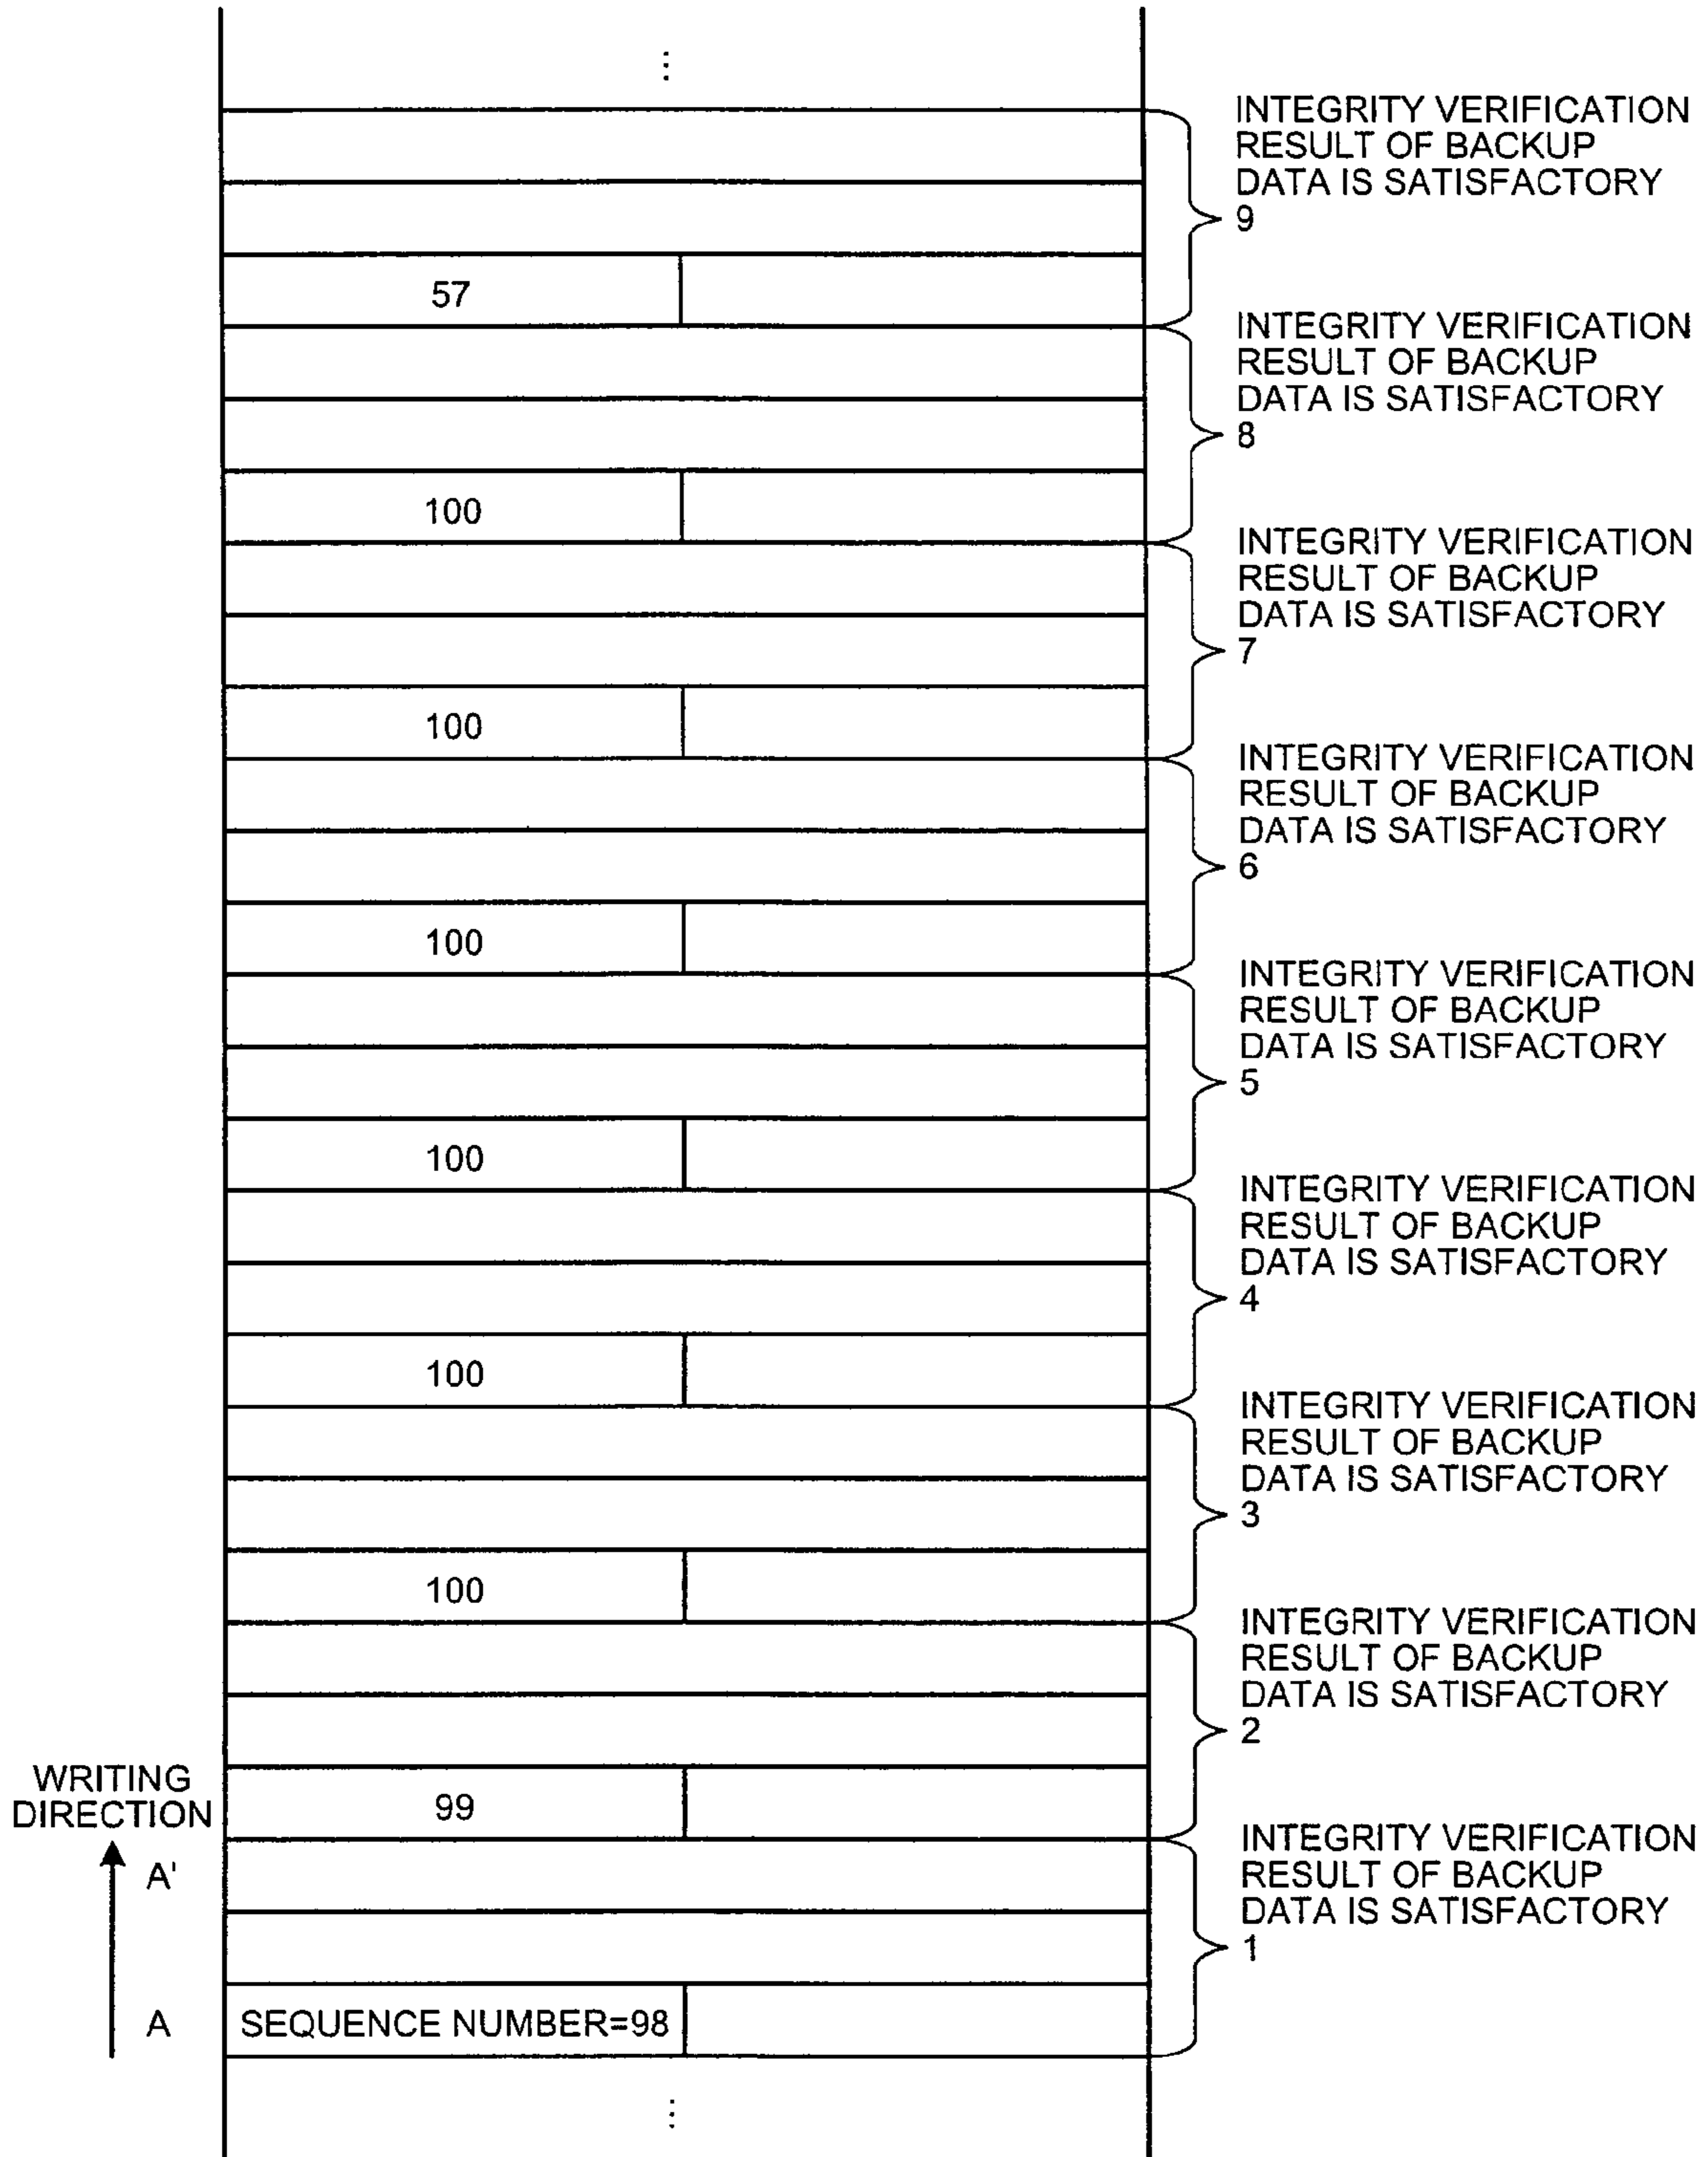 ⋮
INTEGRITY VERIFICATION
RESULT OF BACKUP
DATA IS SATISFACTORY
9
57
INTEGRITY VERIFICATION
RESULT OF BACKUP
DATA IS SATISFACTORY
8
100
INTEGRITY VERIFICATION
RESULT OF BACKUP
DATA IS SATISFACTORY
7
100
INTEGRITY VERIFICATION
RESULT OF BACKUP
DATA IS SATISFACTORY
6
100
INTEGRITY VERIFICATION
RESULT OF BACKUP
DATA IS SATISFACTORY
5
100
INTEGRITY VERIFICATION
RESULT OF BACKUP
DATA IS SATISFACTORY
4
100
INTEGRITY VERIFICATION
RESULT OF BACKUP
DATA IS SATISFACTORY
3
100
INTEGRITY VERIFICATION
RESULT OF BACKUP
DATA IS SATISFACTORY
2
WRITING
DIRECTION
99
INTEGRITY VERIFICATION
RESULT OF BACKUP
DATA IS SATISFACTORY
1
A'
A
SEQUENCE NUMBER=98
⋮